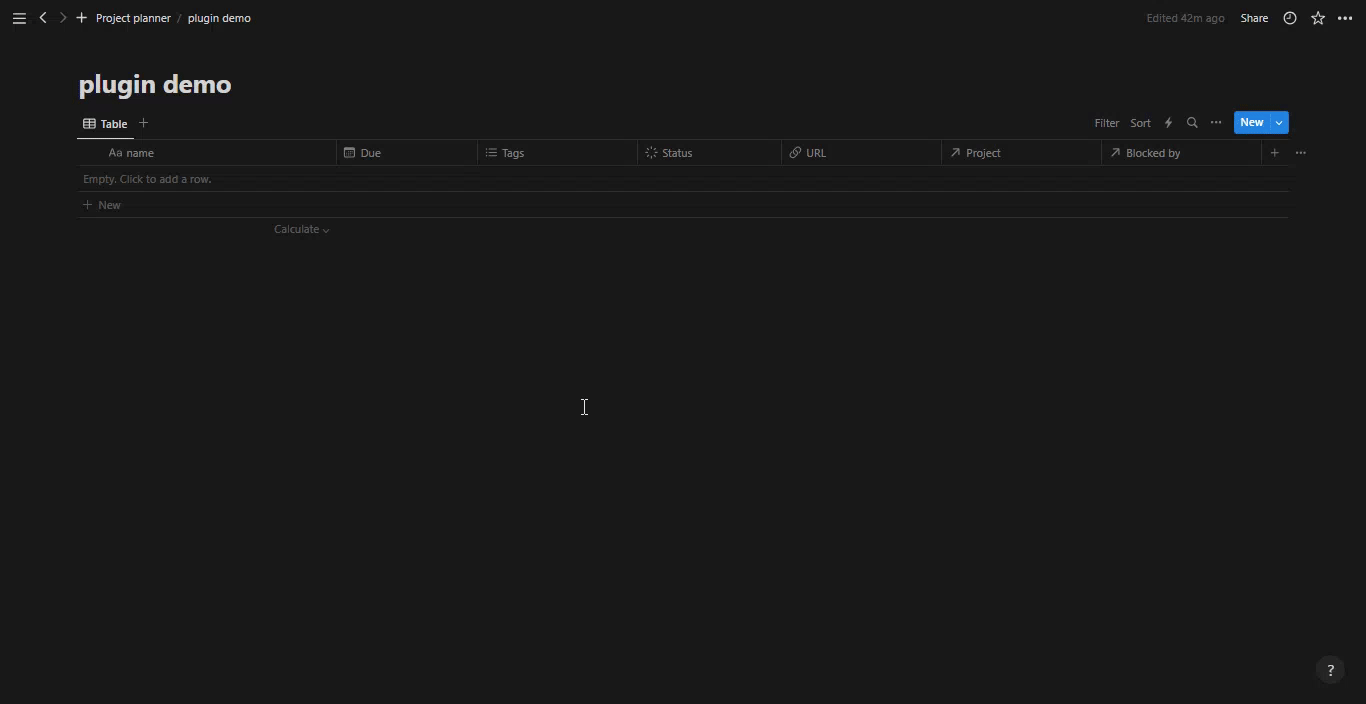 Project planner / plugin demo Edited 42m ago Share
plugin demo
Table Filter Sort New
Aa name Due Tags Status URL Project Blocked by
Empty. Click to add a row.
+ New
Calculate
?